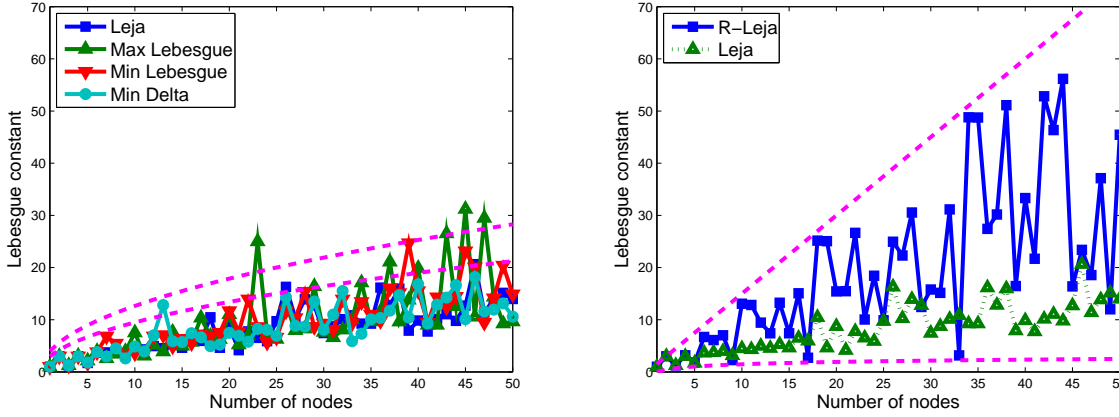 Leja
Max Lebesgue
Min Lebesgue
Min Delta
70
60
50
40
30
20
10
0
Lebesgue constant
5 10 15 20 25 30 35 40 45 50
Number of nodes
R−Leja
Leja
70
60
50
40
30
20
10
0
Lebesgue constant
5 10 15 20 25 30 35 40 45
Number of nodes